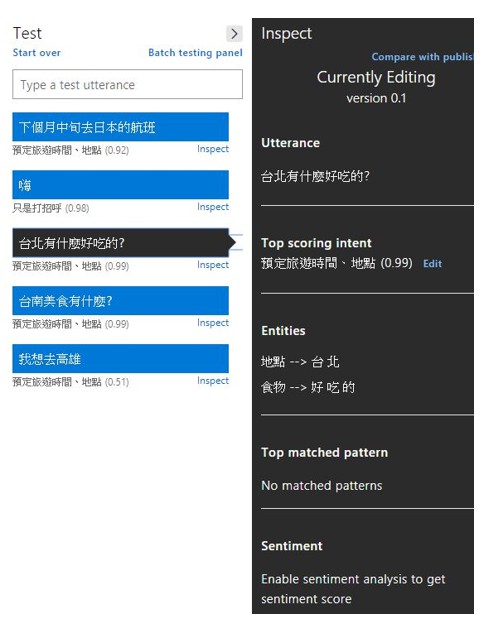 Test
Start over
Batch testing panel
Type a test utterance
下個月中旬去日本的航班
預定旅遊時間、地點 (0.92)
Inspect
嗨
只是打招呼 (0.98)
Inspect
台北有什麼好吃的?
預定旅遊時間、地點 (0.99)
Inspect
台南美食有什麼?
預定旅遊時間、地點 (0.99)
Inspect
我想去高雄
預定旅遊時間、地點 (0.51)
Inspect
Inspect
Compare with publis
Currently Editing
version 0.1
Utterance
台北有什麼好吃的?
Top scoring intent
預定旅遊時間、地點 (0.99) Edit
Entities
地點 --> 台 北
食物 --> 好 吃 的
Top matched pattern
No matched patterns
Sentiment
Enable sentiment analysis to get
sentiment score